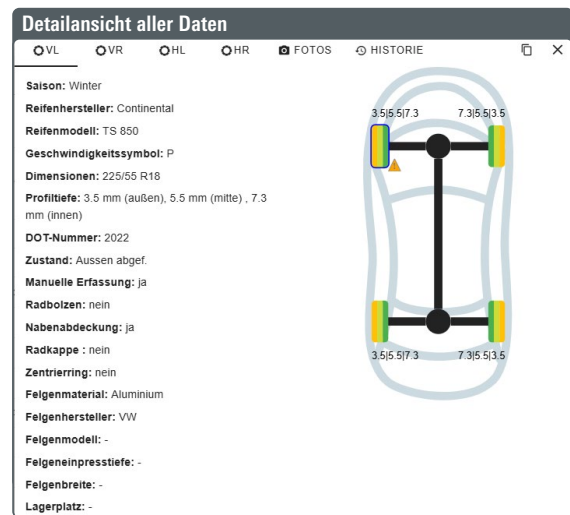 Detailansicht aller Daten
VL VR HL HR FOTOS HISTORIE
Saison: Winter
Reifenhersteller: Continental
Reifenmodell: TS 850
Geschwindigkeitssymbol: P
Dimensionen: 225/55 R18
Profiltiefe: 3.5 mm (außen), 5.5 mm (mitte) , 7.3
mm (innen)
DOT-Nummer: 2022
Zustand: Aussen abgef.
Manuelle Erfassung: ja
Radbolzen: nein
Nabenabdeckung: ja
Radkappe : nein
Zentrierring: nein
Felgenmaterial: Aluminium
Felgenhersteller: VW
Felgenmodell: -
Felgeneinpresstiefe: -
Felgenbreite: -
Lagerplatz: -
3.5|5.5|7.3 7.3|5.5|3.5
3.5|5.5|7.3 7.3|5.5|3.5